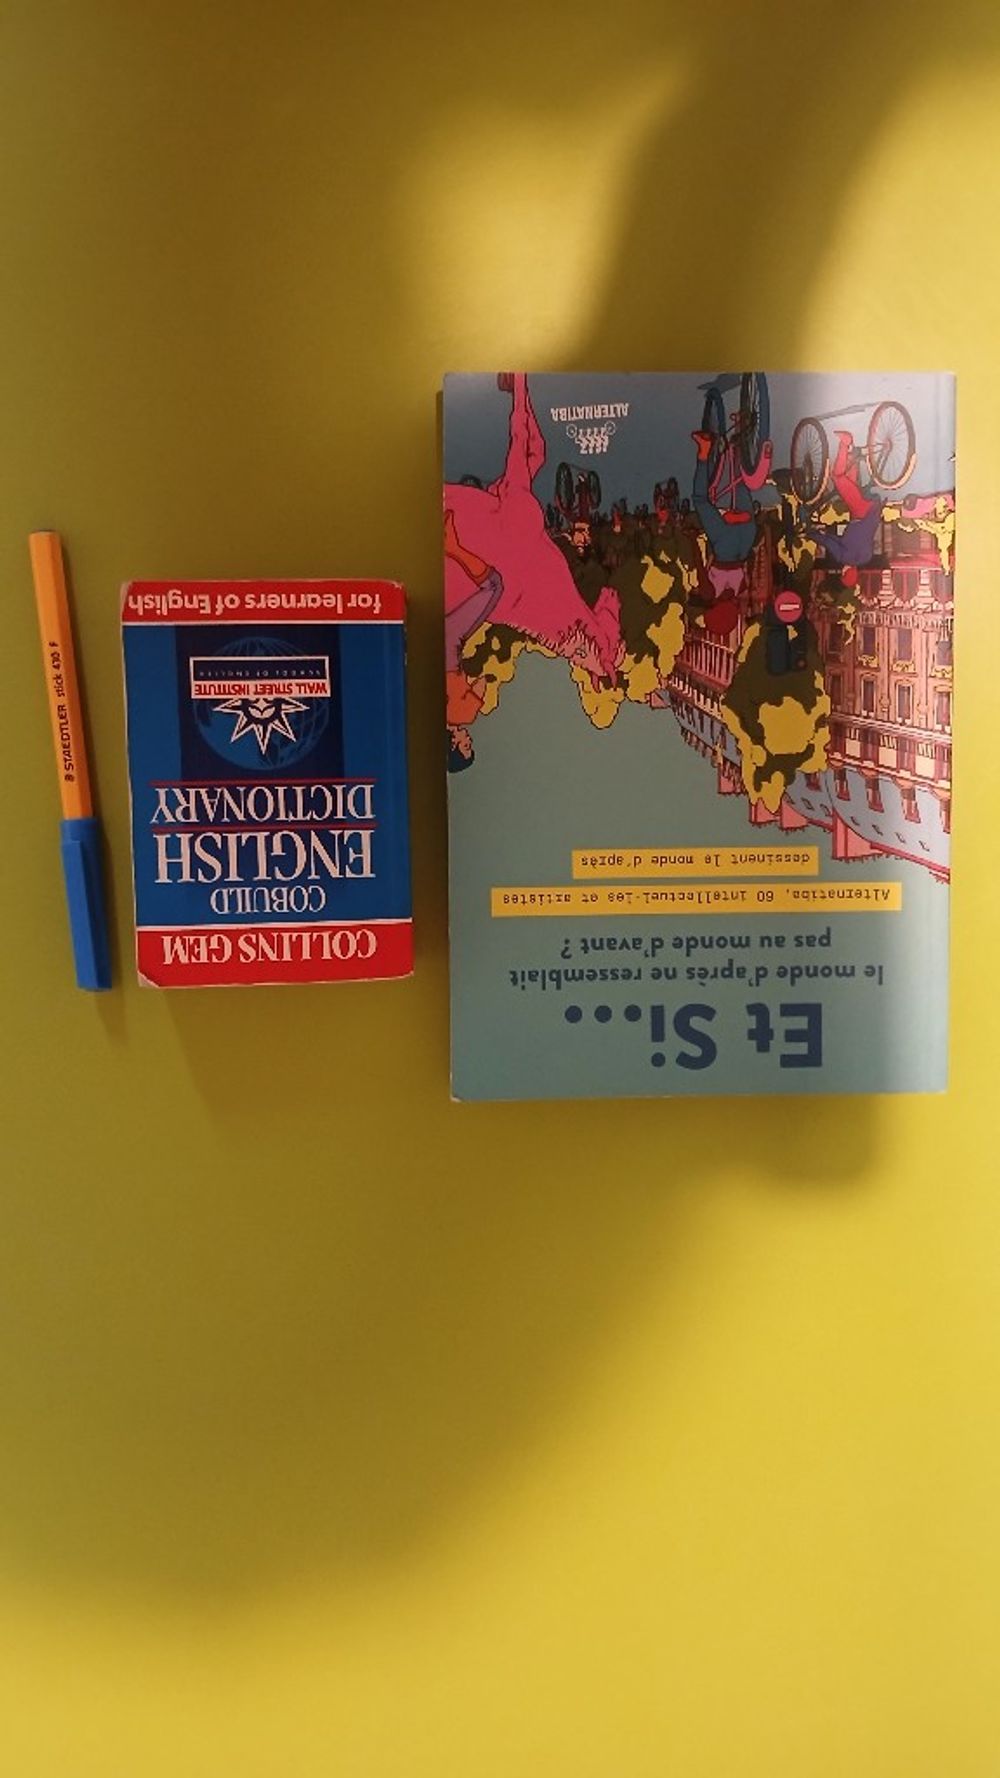 STAEDTLER stick 430 F
COLLINS GEM
COBUILD
ENGLISH
DICTIONARY
WALL STREET INSTITUTE
SCHOOL OF ENGLISH
for learners of English
Et Si...
le monde d'après ne ressemblait
pas au monde d'avant ?
Alternatiba, 60 intellectuel·les et artistes
dessinent le monde d'après
ALTERNATIBA